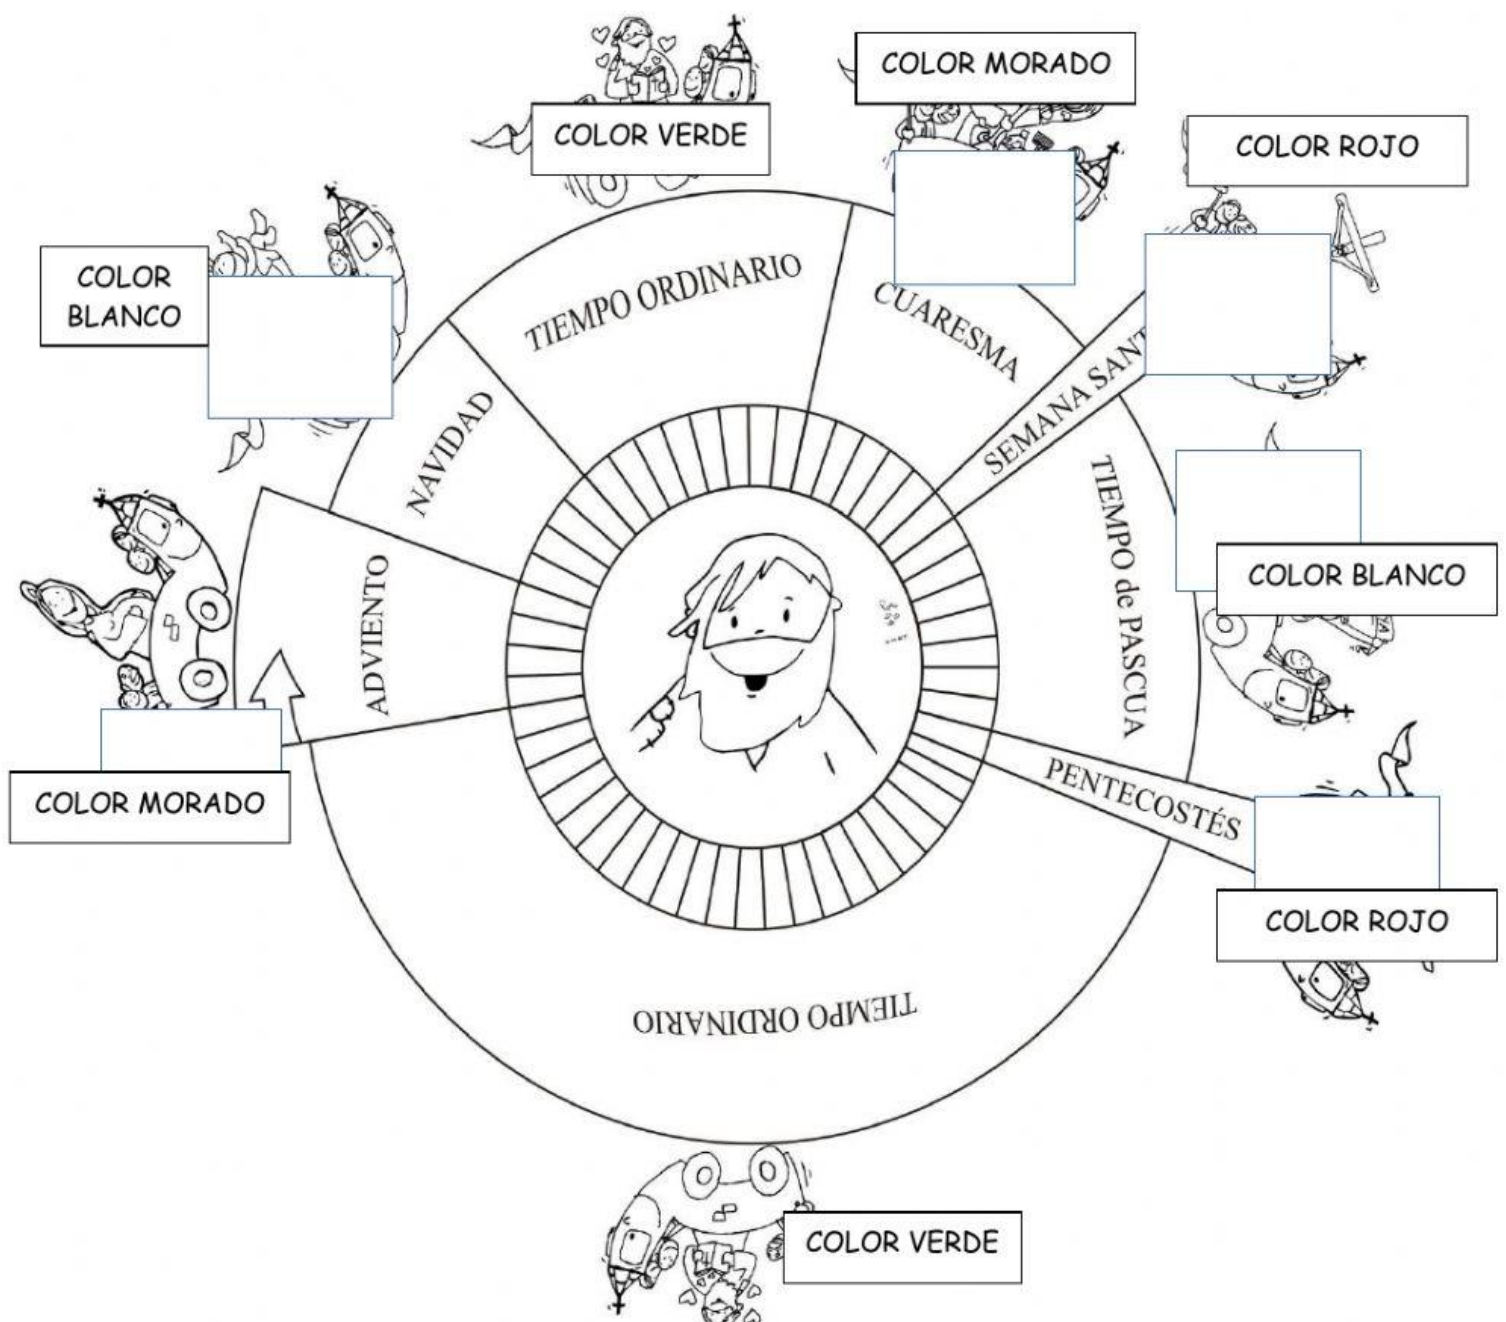 COLOR VERDE
COLOR MORADO
COLOR ROJO
COLOR
BLANCO
TIEMPO ORDINARIO
CUARESMA
SEMANA SANT
NAVIDAD
TIEMPO de PASCUA
COLOR BLANCO
ADVIENTO
COLOR MORADO
PENTECOSTÉS
COLOR ROJO
TIEMPO ORDINARIO
COLOR VERDE